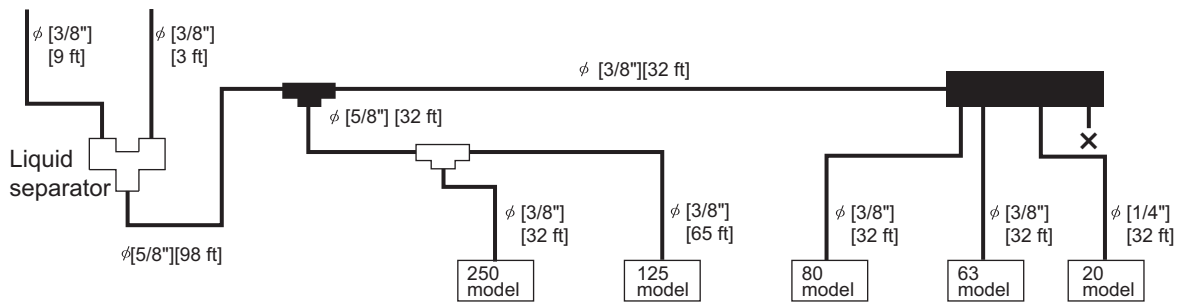 ϕ [3/8"]
[9 ft]
ϕ [3/8"]
[3 ft]
ϕ [3/8"][32 ft]
ϕ [5/8"] [32 ft]
Liquid
separator
ϕ[5/8"][98 ft]
ϕ [3/8"]
[32 ft]
ϕ [3/8"]
[65 ft]
ϕ [3/8"]
[32 ft]
ϕ [3/8"]
[32 ft]
ϕ [1/4"]
[32 ft]
250
model
125
model
80
model
63
model
20
model